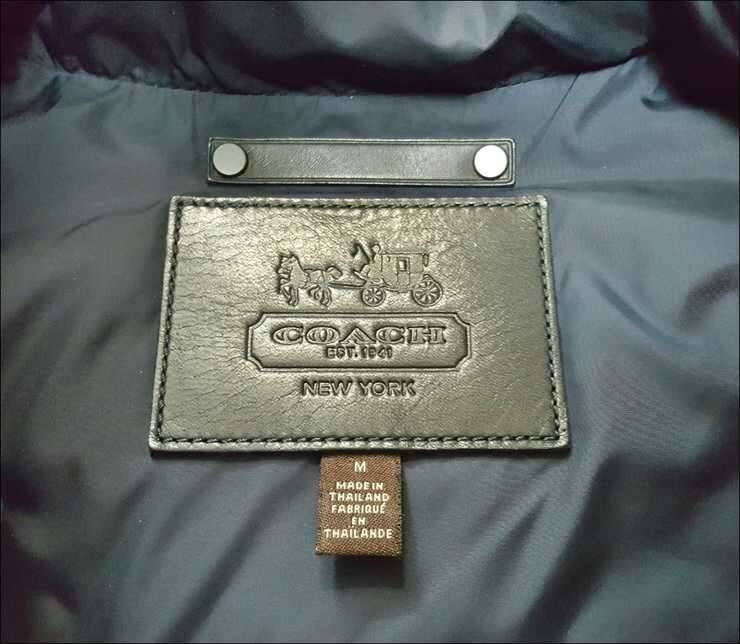 COACH
EST. 1941
NEW YORK
M
MADE IN
THAILAND
FABRIQUÉ
EN
THAÏLANDE